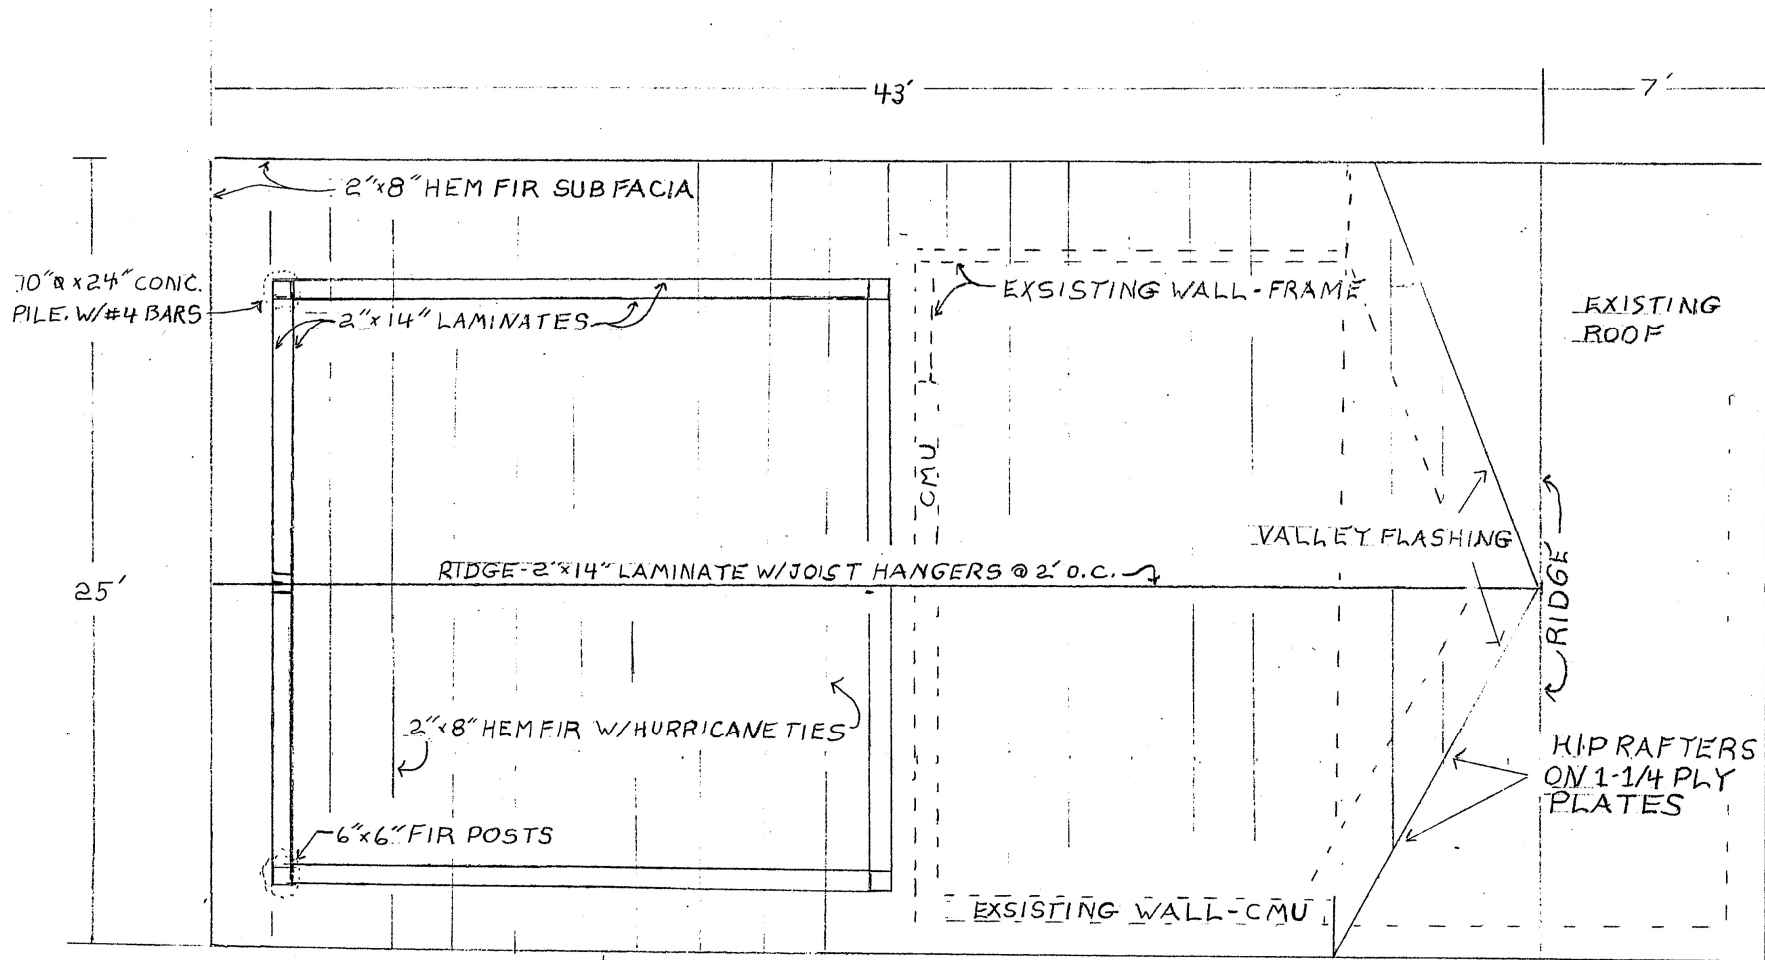 43'
7'
2"x8" HEM FIR SUB FACIA
10"Ø x 24" CONC.
PILE. W/#4 BARS
2"x14" LAMINATES
EXSISTING WALL-FRAME
EXISTING
ROOF
CMU
VALLEY FLASHING
RIDGE-2"x14" LAMINATE W/JOIST HANGERS @ 2' O.C.
25'
RIDGE
2"x8" HEM FIR W/HURRICANE TIES
HIP RAFTERS
ON 1-1/4 PLY
PLATES
6"x6" FIR POSTS
EXSISTING WALL-CMU